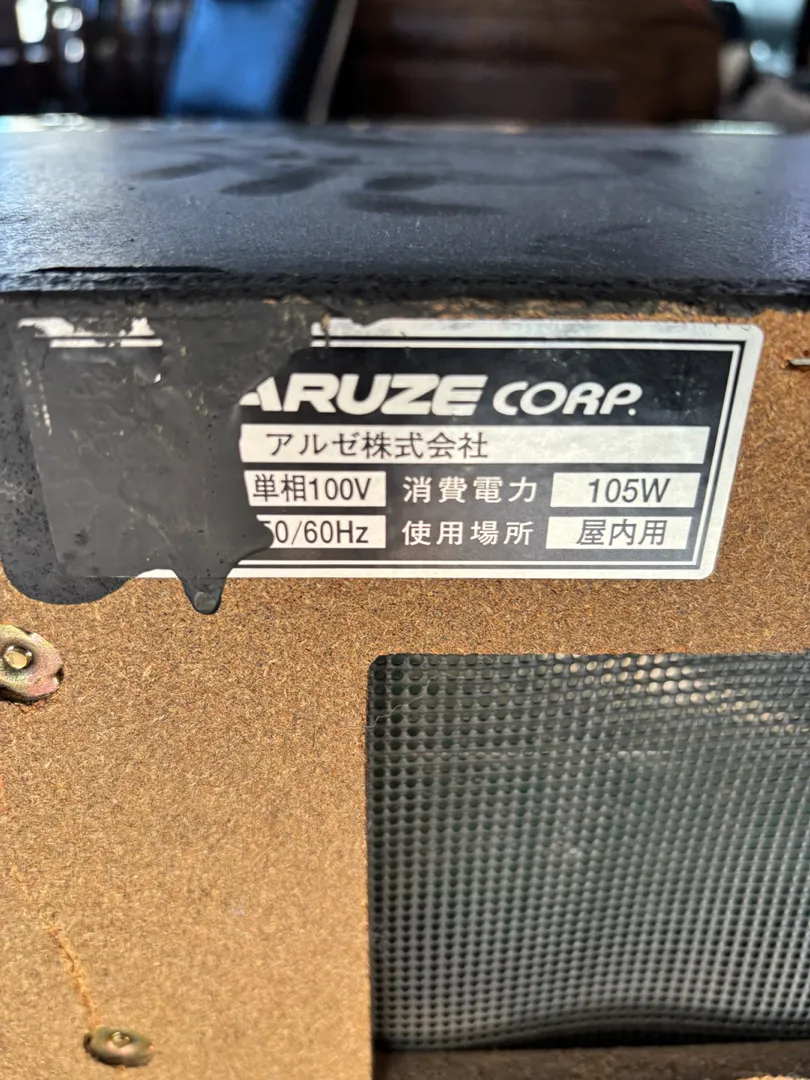 ARUZE CORP.
アルゼ株式会社
単相100V 消費電力 105W
50/60Hz 使用場所 屋内用